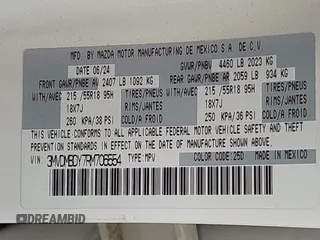 MFD BY MAZDA MOTOR MANUFACTURING DE MEXICO S.A. DE C.V.
DATE 06/24 GVWR/PNBV 4460 LB 2023 KG
FRONT GAWR/PNBE AV 2407 LB 1092 KG REAR GAWR/PNBE AR 2059 LB 934 KG
WITH/AVEC 215/55R18 95H TIRES/PNEUS WITH/AVEC 215/55R18 95H TIRES/PNEUS
18X7J RIMS/JANTES 18X7J RIMS/JANTES
260 KPA/38 PSI COLD/FROID 250 KPA/36 PSI COLD/FROID
THIS VEHICLE CONFORMS TO ALL APPLICABLE FEDERAL MOTOR VEHICLE SAFETY AND THEFT
PREVENTION STANDARDS IN EFFECT ON THE DATE OF MANUFACTURE SHOWN ABOVE.
3MVDMBDY7RM706554 TYPE:MPV COLOR CODE:25D MADE IN MEXICO
DREAMBID